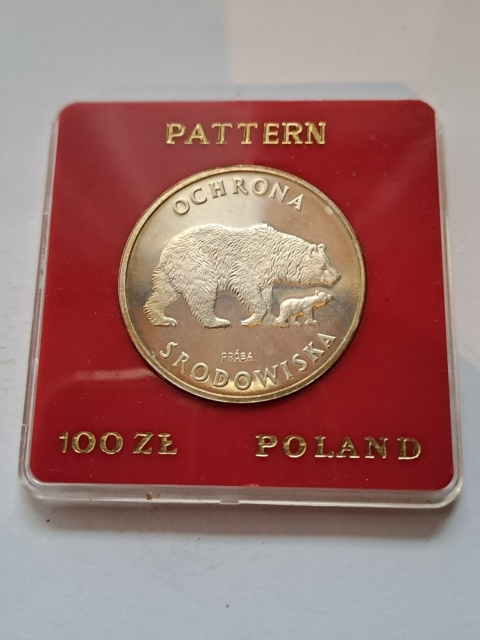 PATTERN
OCHRONA
PRÓBA
ŚRODOWISKA
100 ZŁ POLAND